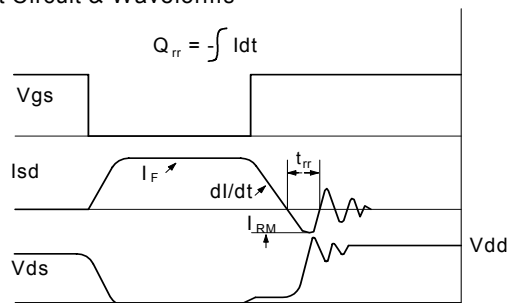 t Circuit & Waveforms
Q rr = -∫ Idt
Vgs
Isd
I F
dI/dt
t rr
I RM
Vds
Vdd